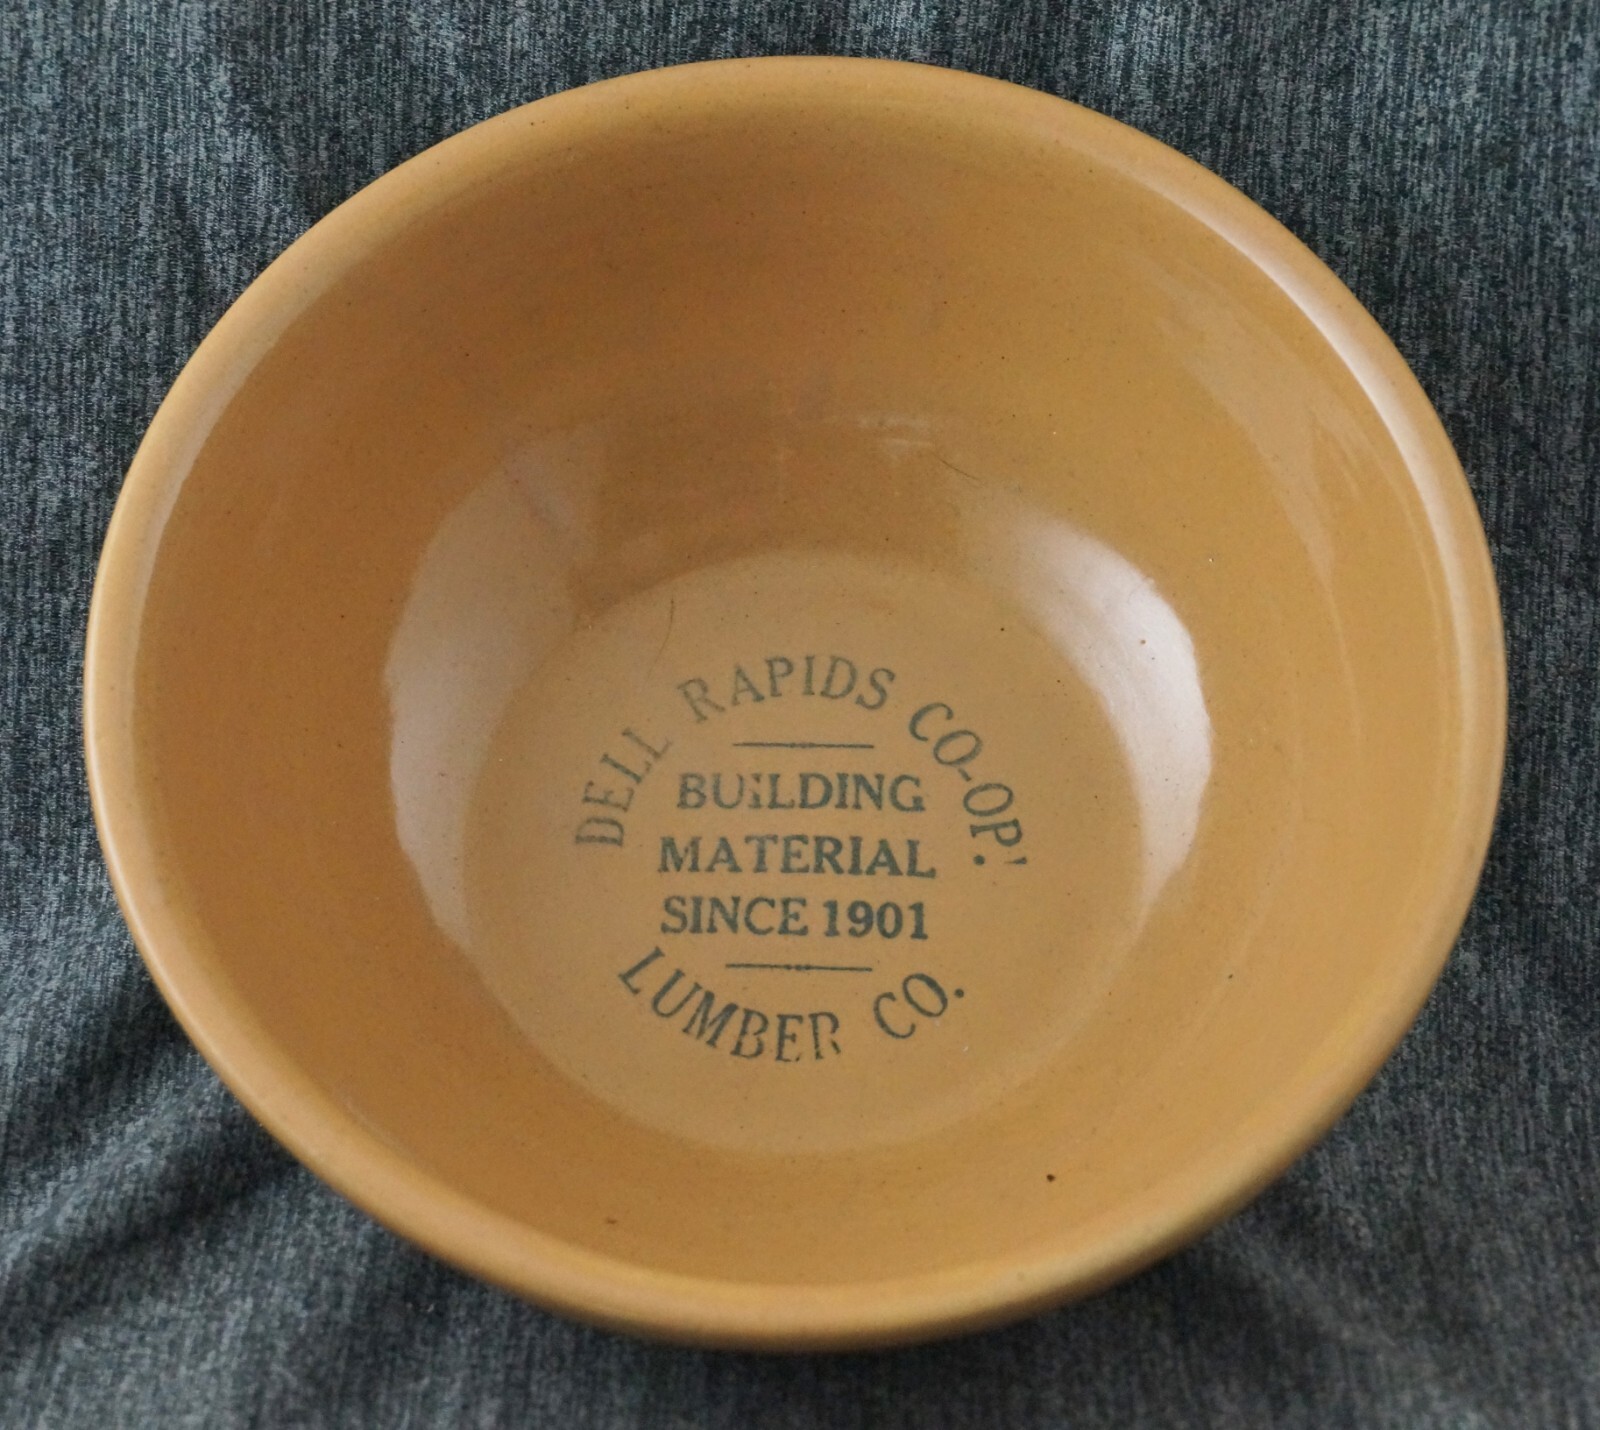 DELL RAPIDS CO-OP.'
BUILDING
MATERIAL
SINCE 1901
LUMBER CO.